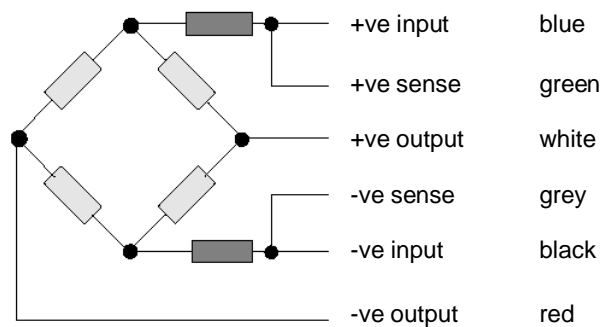 +ve input blue
+ve sense green
+ve output white
-ve sense grey
-ve input black
-ve output red